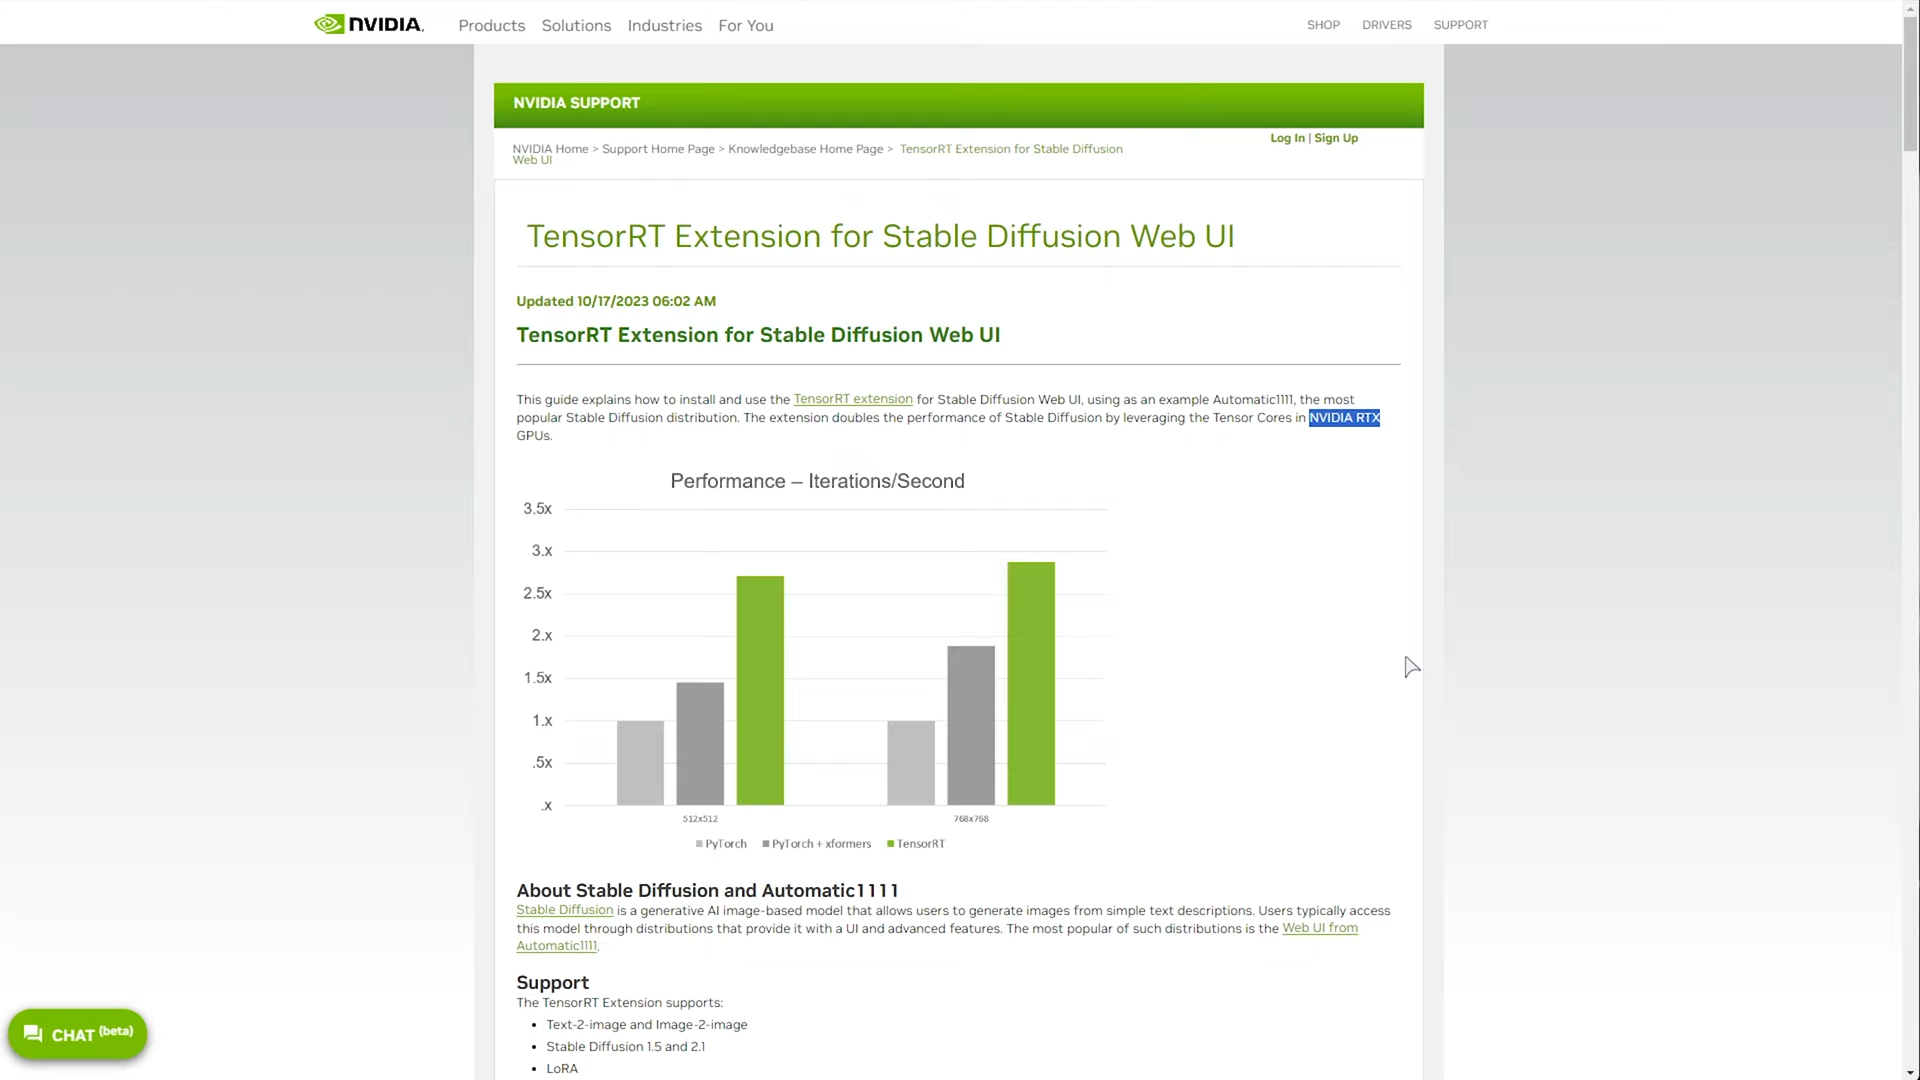 NVIDIA. Products Solutions Industries For You SHOP DRIVERS SUPPORT
NVIDIA SUPPORT
Log In | Sign Up
NVIDIA Home > Support Home Page > Knowledgebase Home Page > TensorRT Extension for Stable Diffusion
Web UI
TensorRT Extension for Stable Diffusion Web UI
Updated 10/17/2023 06:02 AM
TensorRT Extension for Stable Diffusion Web UI
This guide explains how to install and use the TensorRT extension for Stable Diffusion Web UI, using as an example Automatic1111, the most
popular Stable Diffusion distribution. The extension doubles the performance of Stable Diffusion by leveraging the Tensor Cores in NVIDIA RTX
GPUs.
Performance – Iterations/Second
3.5x
3.x
2.5x
2.x
1.5x
1.x
.5x
.x
512x512 768x768
PyTorch PyTorch + xformers TensorRT
About Stable Diffusion and Automatic1111
Stable Diffusion is a generative AI image-based model that allows users to generate images from simple text descriptions. Users typically access
this model through distributions that provide it with a UI and advanced features. The most popular of such distributions is the Web UI from
Automatic1111.
Support
The TensorRT Extension supports:
• Text-2-image and Image-2-image
• Stable Diffusion 1.5 and 2.1
• LoRA
CHAT (beta)